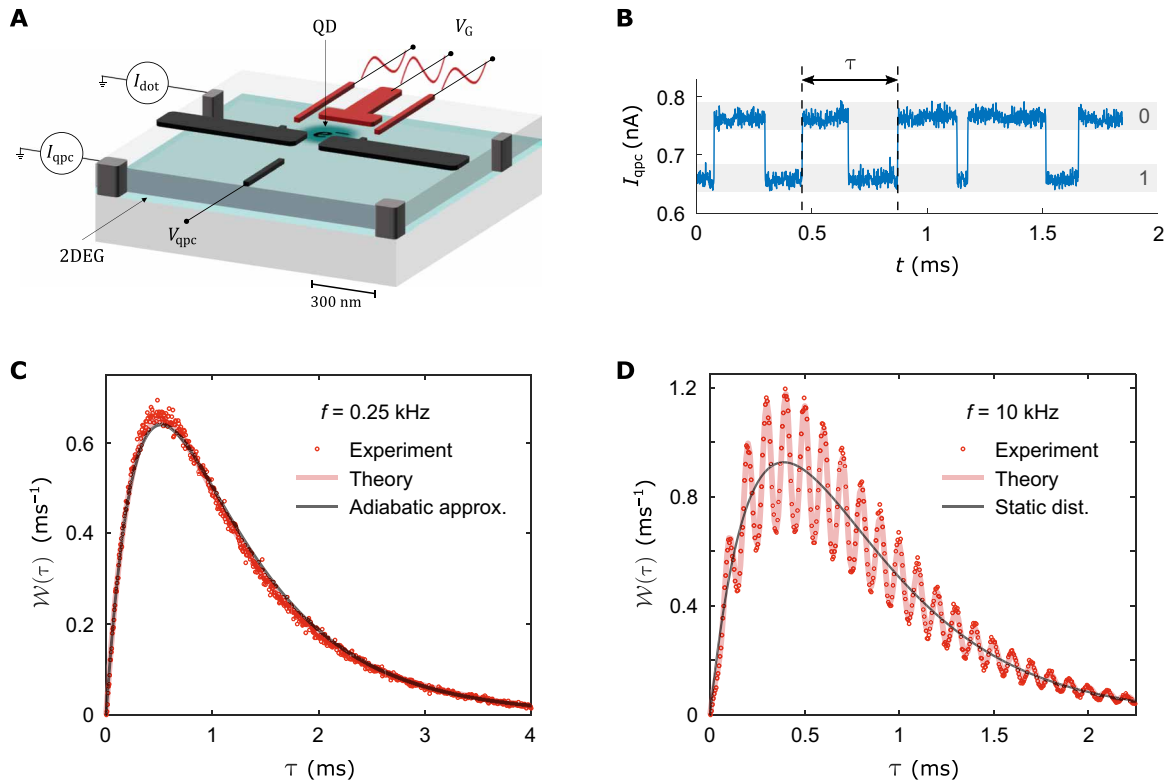 A
QD
V_G
I_dot
I_qpc
V_qpc
2DEG
300 nm
B
τ
0.8
0.7
0.6
I_qpc (nA)
0
1
0 0.5 1 1.5 2
t (ms)
C
f = 0.25 kHz
Experiment
Theory
Adiabatic approx.
0.6
0.4
0.2
0
W(τ) (ms⁻¹)
0 1 2 3 4
τ (ms)
D
f = 10 kHz
Experiment
Theory
Static dist.
1.2
0.8
0.4
0
W(τ) (ms⁻¹)
0 0.5 1 1.5 2
τ (ms)